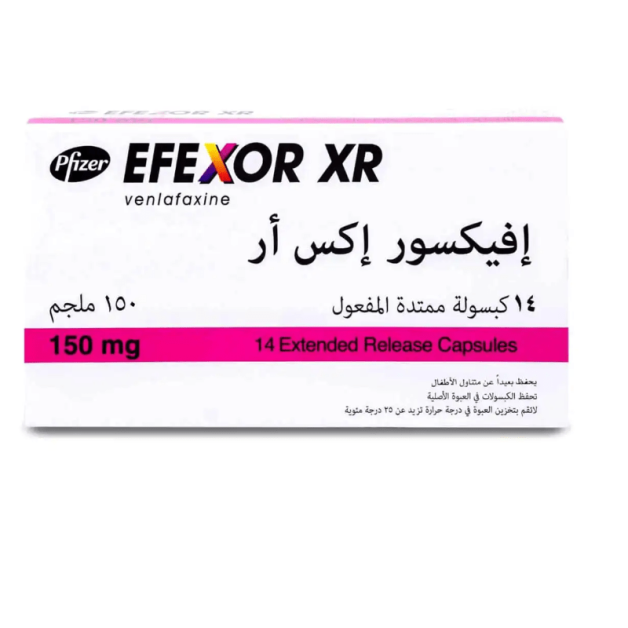 EFEXOR XR
Pfizer EFEXOR XR
venlafaxine
إفيكسور إكس أر
١٤ كبسولة ممتدة المفعول ١٥٠ ملجم
150 mg 14 Extended Release Capsules
يحفظ بعيداً عن متناول الأطفال
تحفظ الكبسولات في العبوة الأصلية
لاتقم بتخزين العبوة في درجة حرارة تزيد عن ٢٥ درجة مئوية